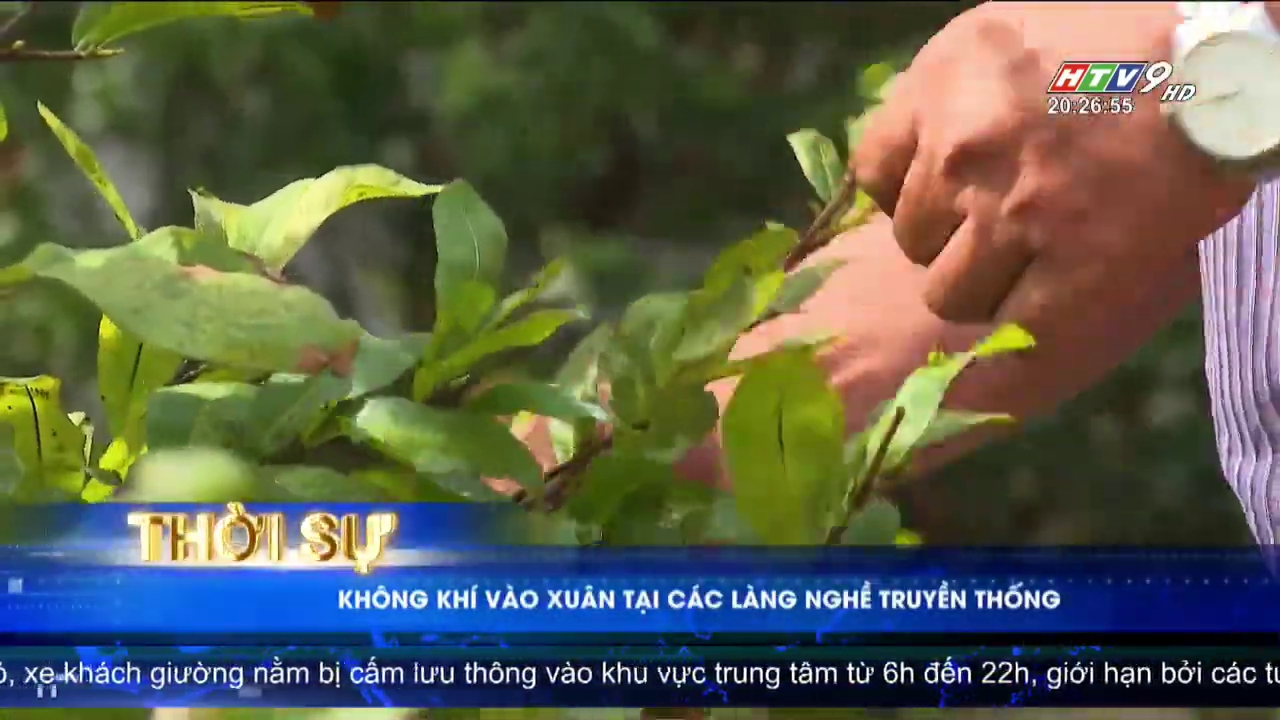 HTV9 HD
20:26:55
THỜI SỰ
KHÔNG KHÍ VÀO XUÂN TẠI CÁC LÀNG NGHỀ TRUYỀN THỐNG
, xe khách giường nằm bị cấm lưu thông vào khu vực trung tâm từ 6h đến 22h, giới hạn bởi các